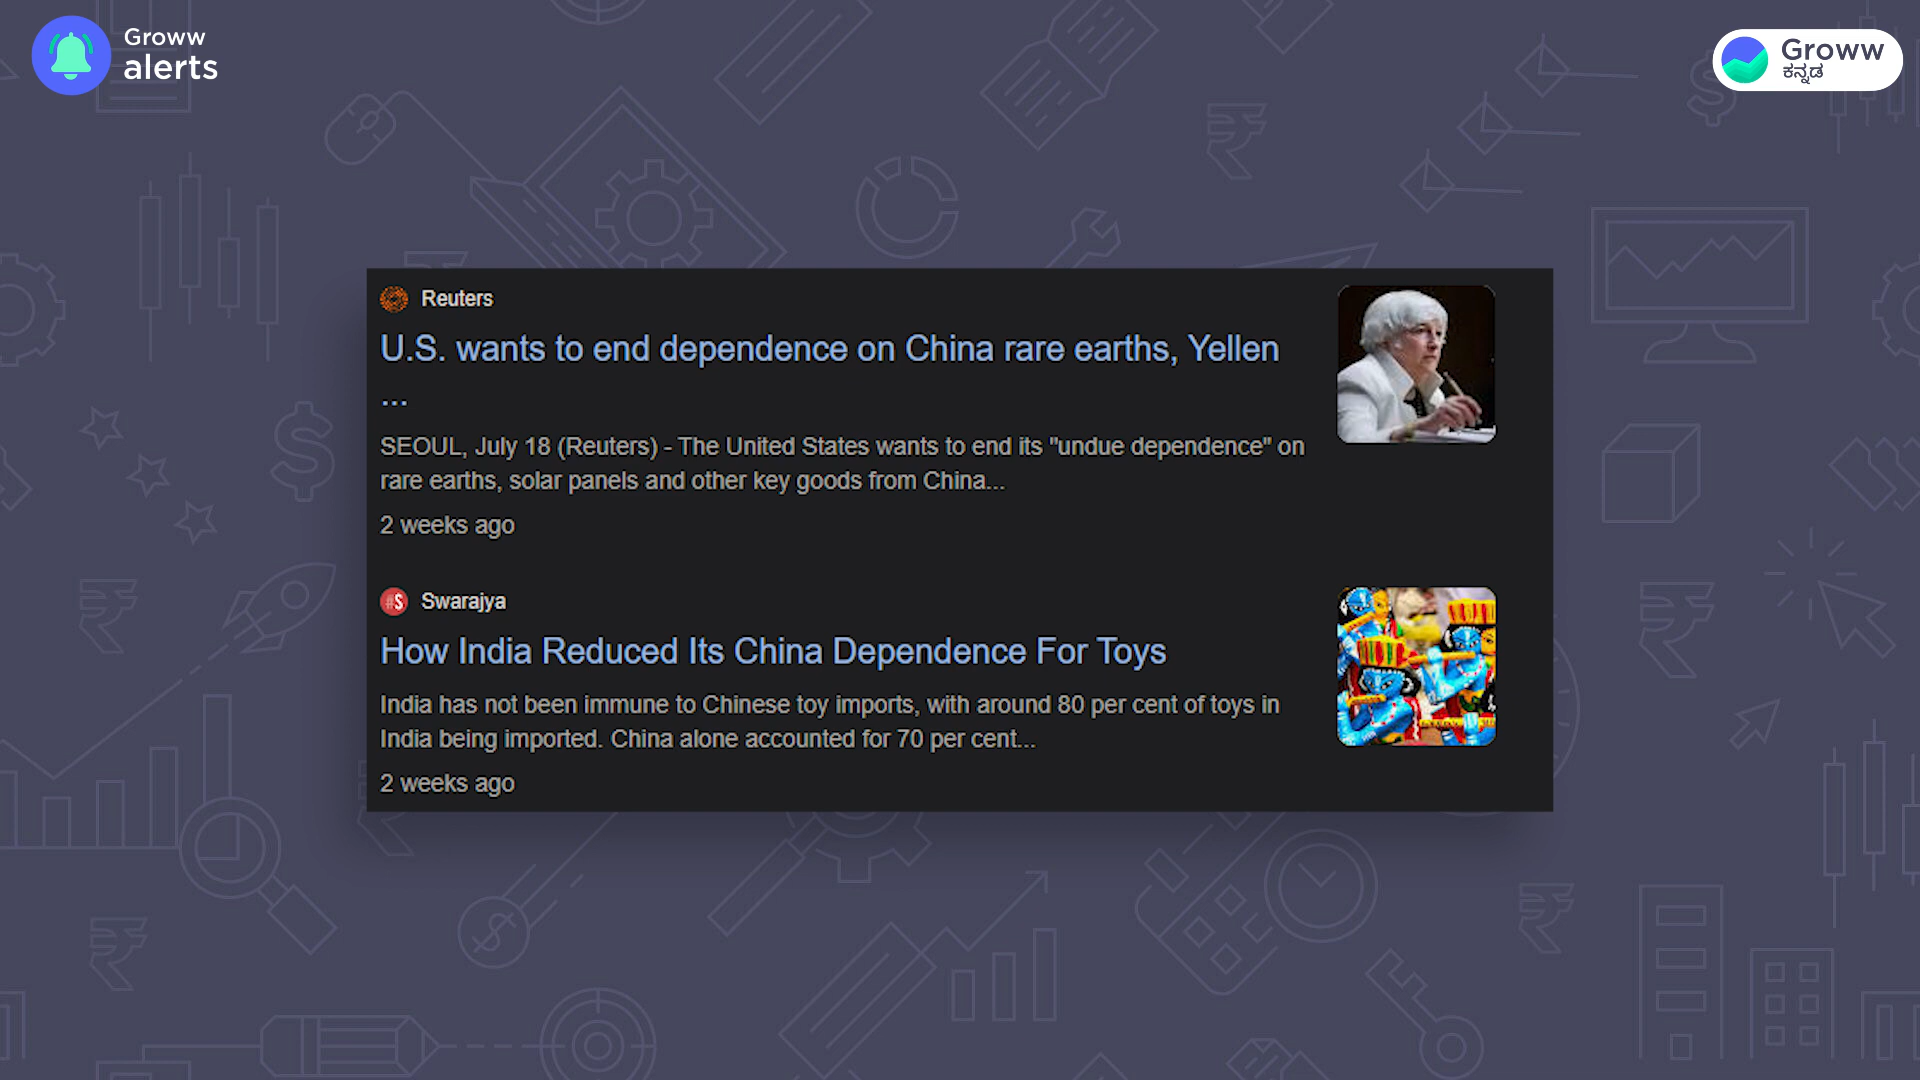 Groww
alerts
Groww
ಕನ್ನಡ
Reuters
U.S. wants to end dependence on China rare earths, Yellen
...
SEOUL, July 18 (Reuters) - The United States wants to end its "undue dependence" on
rare earths, solar panels and other key goods from China...
2 weeks ago
#S
Swarajya
How India Reduced Its China Dependence For Toys
India has not been immune to Chinese toy imports, with around 80 per cent of toys in
India being imported. China alone accounted for 70 per cent...
2 weeks ago